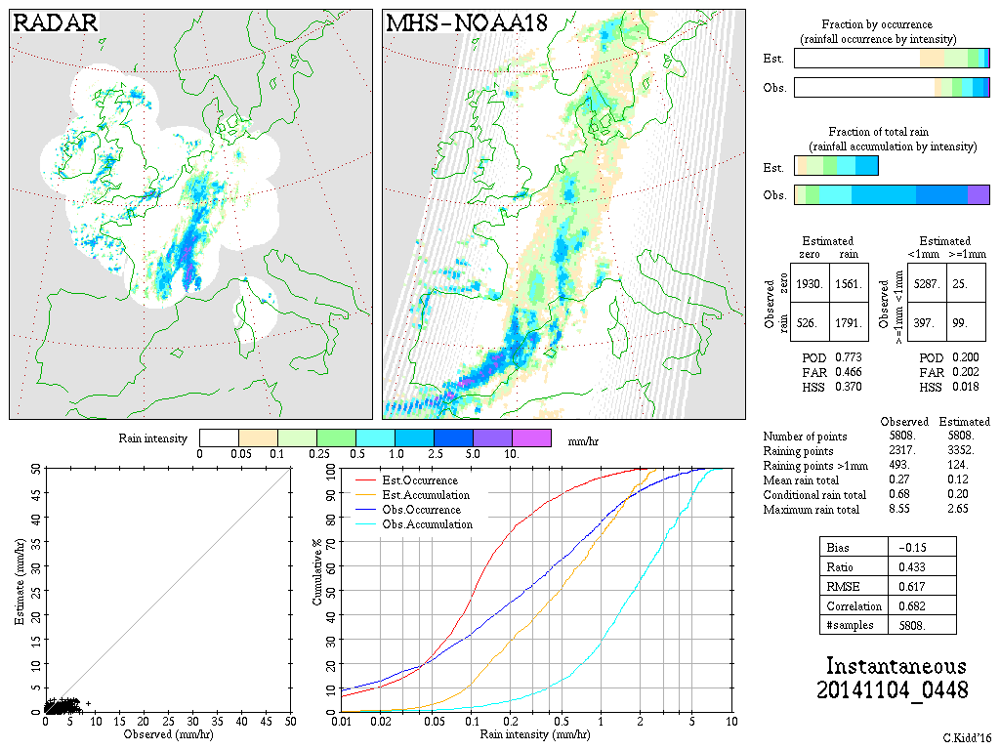 RADAR
MHS-NOAA18
Fraction by occurrence
(rainfall occurrence by intensity)
Est.
Obs.
Fraction of total rain
(rainfall accumulation by intensity)
Est.
Obs.
Estimated
zero rain
Observed
zero
rain
1930. 1561.
526. 1791.
POD 0.773
FAR 0.466
HSS 0.370
Estimated
<1mm >=1mm
Observed
<1mm
>=1mm
5287. 25.
397. 99.
POD 0.200
FAR 0.202
HSS 0.018
Observed Estimated
Number of points 5808. 5808.
Raining points 2317. 3352.
Raining points >1mm 493. 124.
Mean rain total 0.27 0.12
Conditional rain total 0.68 0.20
Maximum rain total 8.55 2.65
Bias -0.15
Ratio 0.433
RMSE 0.617
Correlation 0.682
#samples 5808.
Rain intensity
0 0.05 0.1 0.25 0.5 1.0 2.5 5.0 10.
mm/hr
Estimate (mm/hr)
50
45
40
35
30
25
20
15
10
5
0
0 5 10 15 20 25 30 35 40 45 50
Observed (mm/hr)
Cumulative %
100
90
80
70
60
50
40
30
20
10
0
Est.Occurrence
Est.Accumulation
Obs.Occurrence
Obs.Accumulation
0.01 0.02 0.05 0.1 0.2 0.5 1 2 5 10
Rain intensity (mm/hr)
Instantaneous
20141104_0448
C.Kidd'16